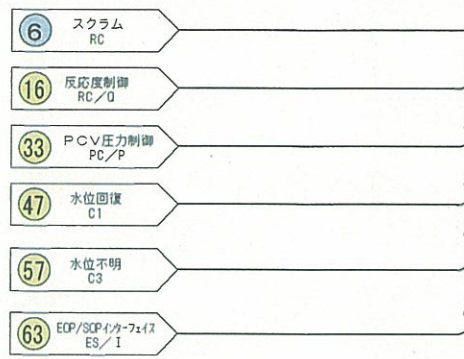 6
スクラム
RC
16
反応度制御
RC/Q
33
PCV圧力制御
PC/P
47
水位回復
C1
57
水位不明
C3
63
EOP/SOPインターフェイス
ES/I